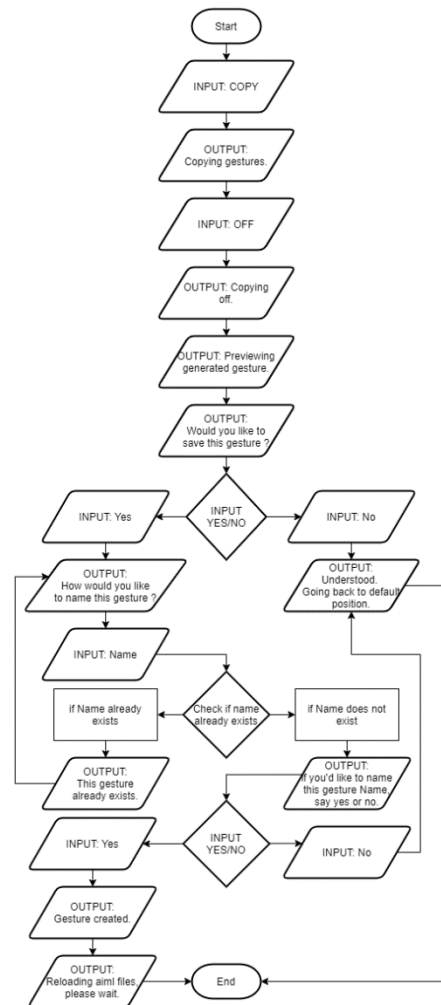 Start
INPUT: COPY
OUTPUT:
Copying gestures.
INPUT: OFF
OUTPUT: Copying
off.
OUTPUT: Previewing
generated gesture.
OUTPUT:
Would you like to
save this gesture ?
INPUT
YES/NO
INPUT: Yes
INPUT: No
OUTPUT:
How would you like
to name this gesture ?
OUTPUT:
Understood.
Going back to default
position.
INPUT: Name
Check if name
already exists
if Name already
exists
if Name does not
exist
OUTPUT:
This gesture
already exists.
OUTPUT:
If you'd like to name
this gesture Name,
say yes or no.
INPUT
YES/NO
INPUT: Yes
INPUT: No
OUTPUT:
Gesture created.
OUTPUT:
Reloading aiml files,
please wait.
End